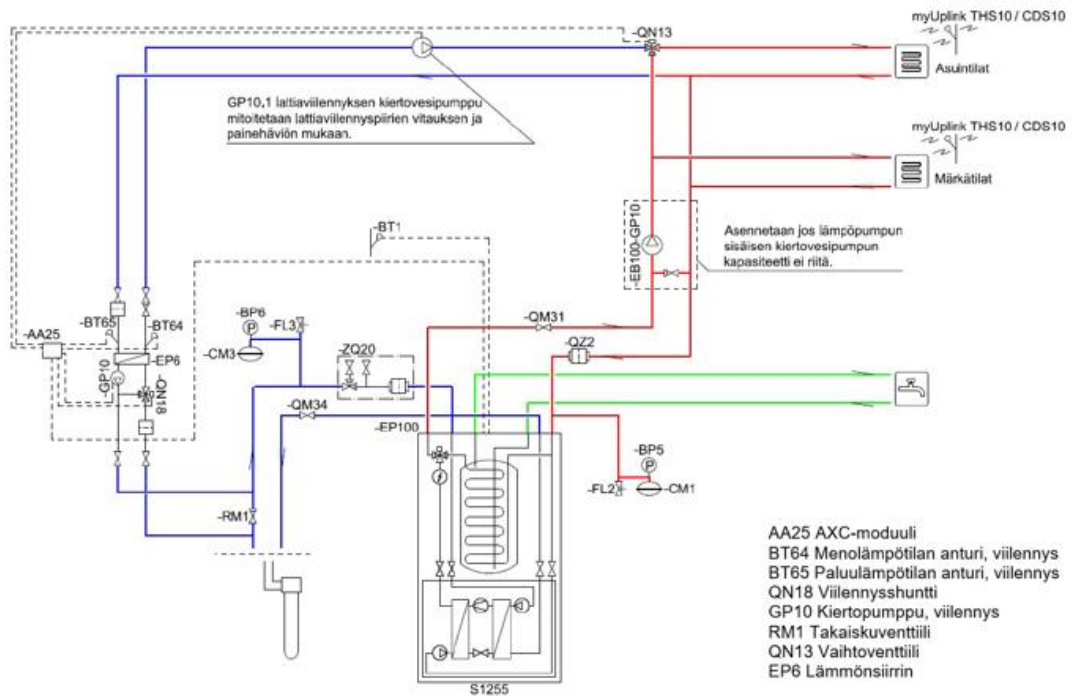 myUplink THS10 / CDS10
-QN13
Asuintilat
GP10.1 lattiaviilennyksen kiertovesipumppu
mitoitetaan lattiaviilennyspiirien vitauksen ja
painehäviön mukaan.
myUplink THS10 / CDS10
Märkätilat
-EB100-GP10
Asennetaan jos lämpöpumpun
sisäisen kiertovesipumpun
kapasiteetti ei riitä.
-BT1
-BT65
-BT64
-AA25
-EP6
-GP10
-QN18
-BP6
P
-FL3
-CM3
-QM31
-ZQ20
-QZ2
-QM34
-EP100
-BP5
P
-FL2
-CM1
-RM1
S1255
AA25 AXC-moduuli
BT64 Menolämpötilan anturi, viilennys
BT65 Paluulämpötilan anturi, viilennys
QN18 Viilennysshuntti
GP10 Kiertopumppu, viilennys
RM1 Takaiskuventtiili
QN13 Vaihtoventtiili
EP6 Lämmönsiirrin